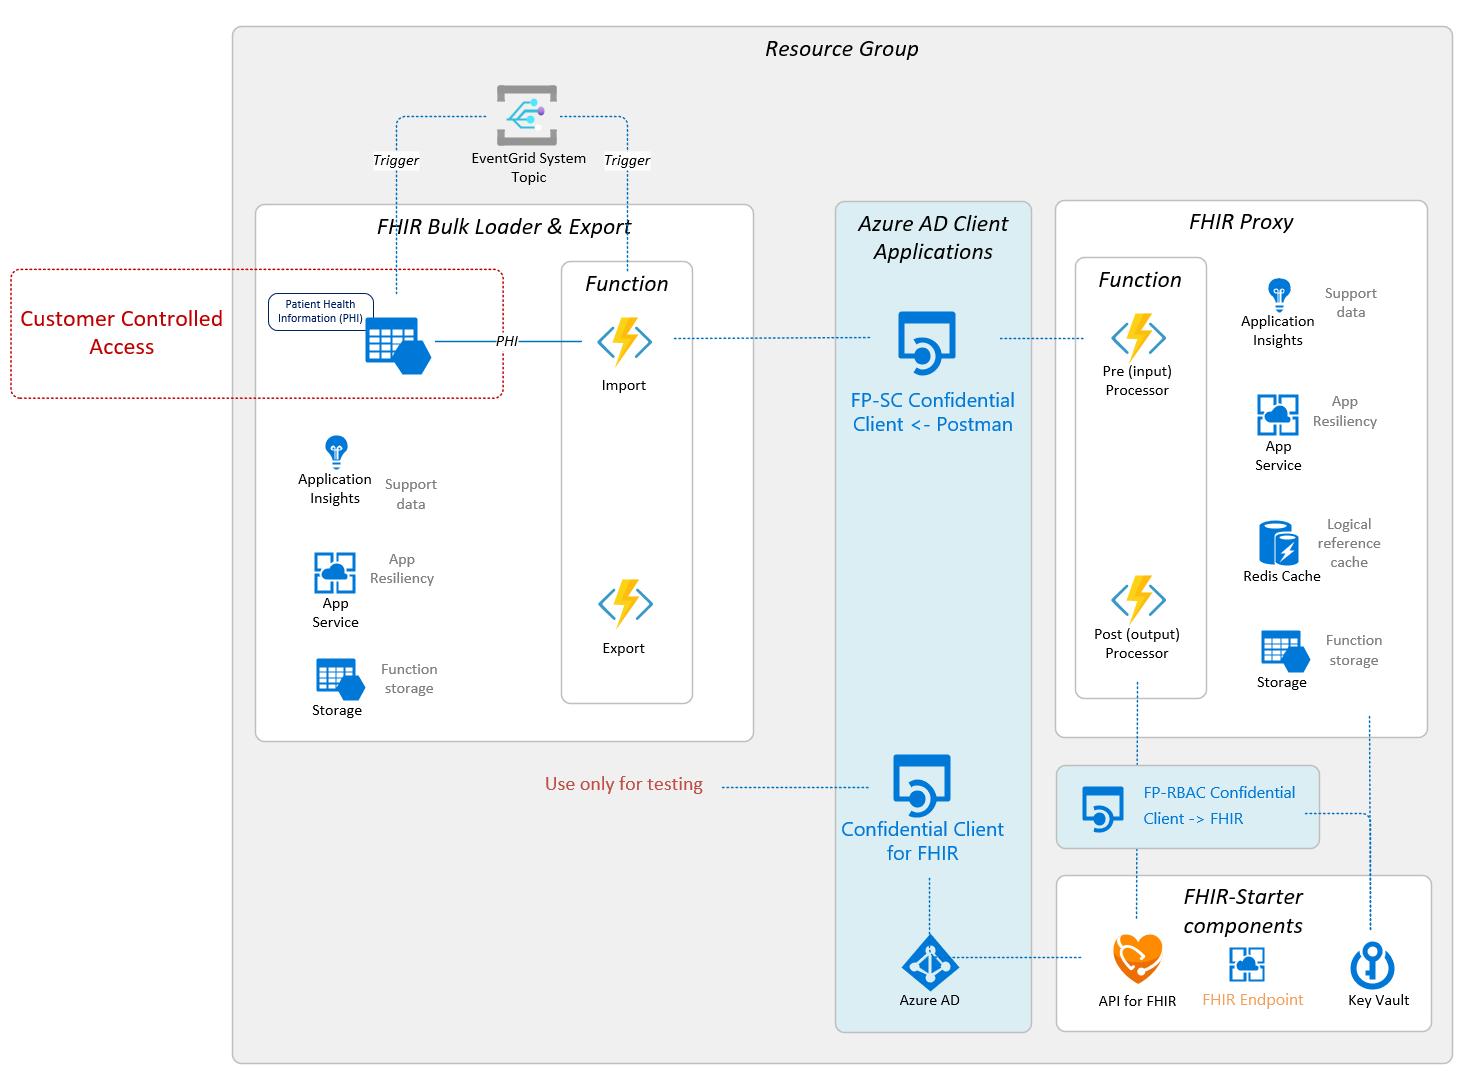 Resource Group
EventGrid System
Topic
Trigger
Trigger
FHIR Bulk Loader & Export
Customer Controlled
Access
Patient Health
Information (PHI)
PHI
Function
Import
Export
Application
Insights
Support
data
App
Service
App
Resiliency
Storage
Function
storage
Azure AD Client
Applications
FP-SC Confidential
Client <- Postman
Use only for testing
Confidential Client
for FHIR
Azure AD
FHIR Proxy
Function
Pre (input)
Processor
Post (output)
Processor
Application
Insights
Support
data
App
Service
App
Resiliency
Redis Cache
Logical
reference
cache
Storage
Function
storage
FP-RBAC Confidential
Client -> FHIR
FHIR-Starter
components
API for FHIR
FHIR Endpoint
Key Vault